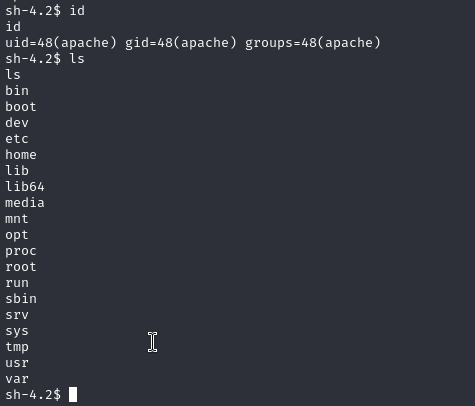 sh-4.2$ id
id
uid=48(apache) gid=48(apache) groups=48(apache)
sh-4.2$ ls
ls
bin
boot
dev
etc
home
lib
lib64
media
mnt
opt
proc
root
run
sbin
srv
sys
tmp
usr
var
sh-4.2$